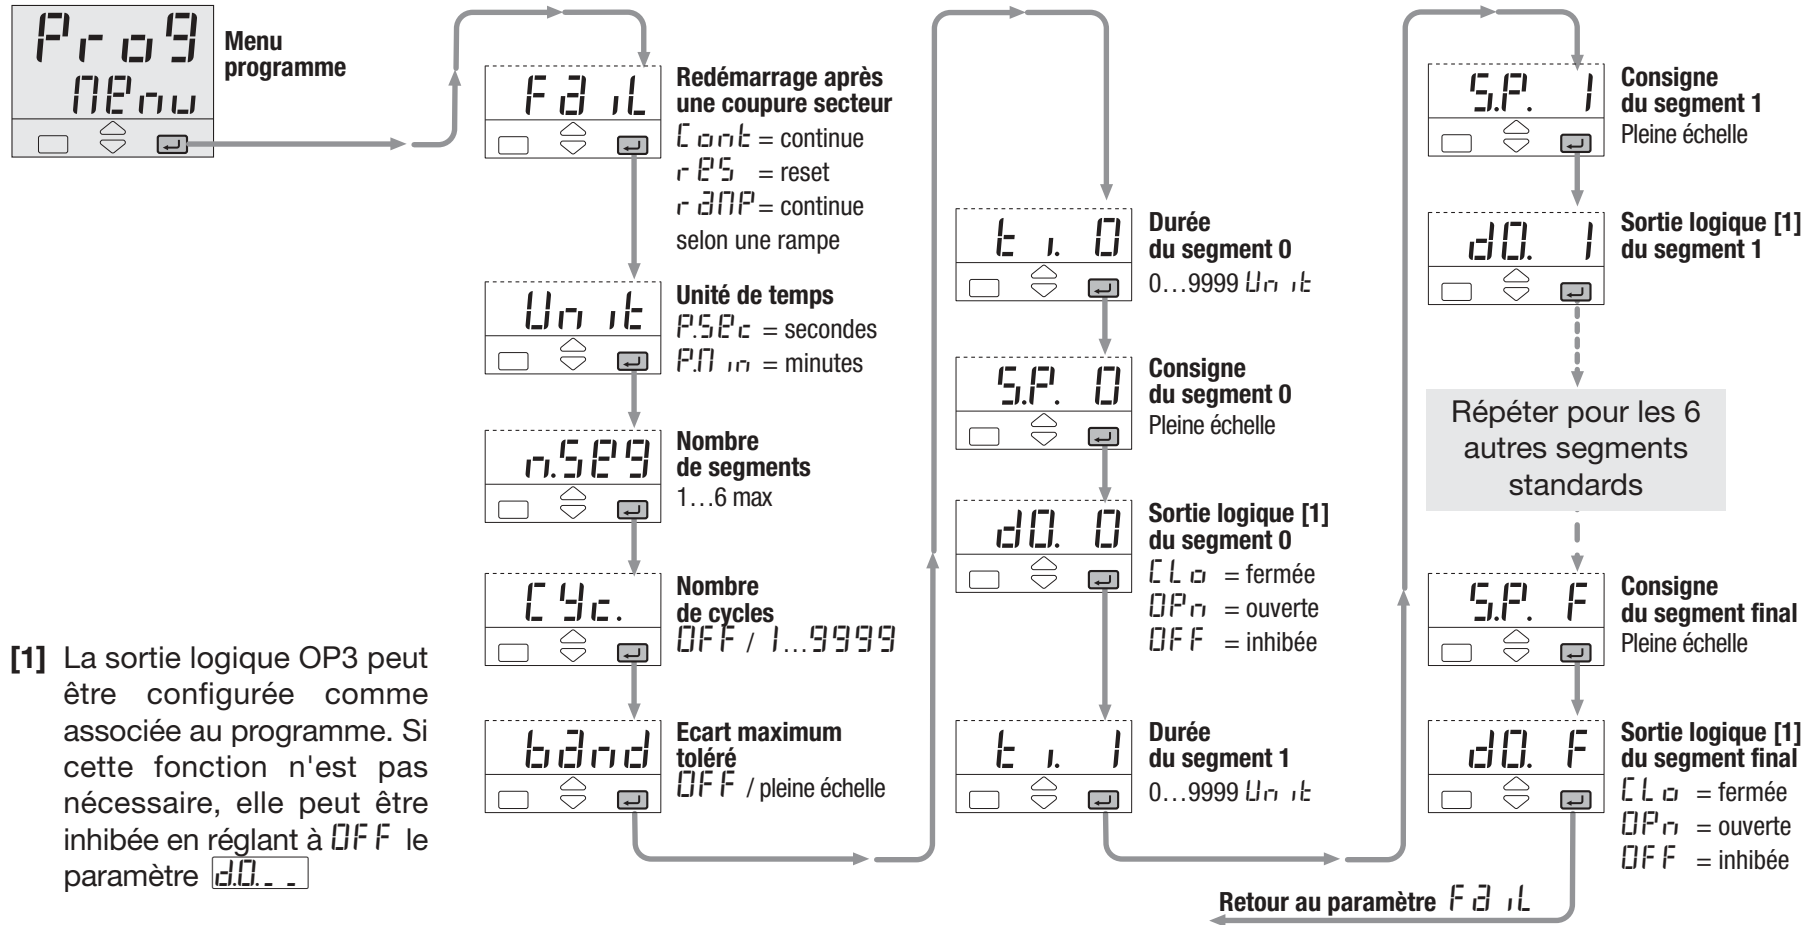 Prog
Menu
Menu
programme
FaiL
Redémarrage après
une coupure secteur
Cont = continue
rES = reset
raMP = continue
selon une rampe
Unit
Unité de temps
P.SEc = secondes
P.Min = minutes
n.SEg
Nombre
de segments
1…6 max
Cyc.
Nombre
de cycles
OFF / 1…9999
band
Ecart maximum
toléré
OFF / pleine échelle
[1] La sortie logique OP3 peut
être configurée comme
associée au programme. Si
cette fonction n'est pas
nécessaire, elle peut être
inhibée en réglant à OFF le
paramètre d.O._ _
ti. 0
Durée
du segment 0
0…9999 Unit
S.P. 0
Consigne
du segment 0
Pleine échelle
dO. 0
Sortie logique [1]
du segment 0
CLo = fermée
OPn = ouverte
OFF = inhibée
ti. 1
Durée
du segment 1
0…9999 Unit
S.P. 1
Consigne
du segment 1
Pleine échelle
dO. 1
Sortie logique [1]
du segment 1
Répéter pour les 6
autres segments
standards
S.P. F
Consigne
du segment final
Pleine échelle
dO. F
Sortie logique [1]
du segment final
CLo = fermée
OPn = ouverte
OFF = inhibée
Retour au paramètre FaiL